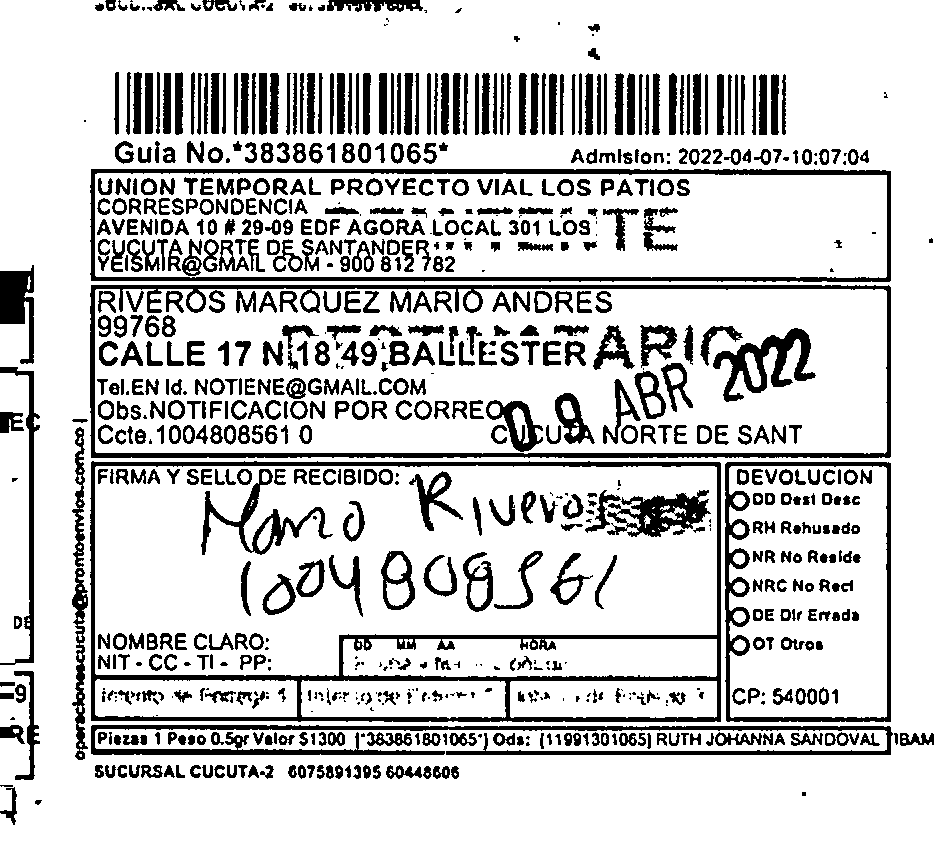 SUCURSAL CUCUTA-2
Guia No.*383861801065*
Admision: 2022-04-07-10:07:04
UNION TEMPORAL PROYECTO VIAL LOS PATIOS
CORRESPONDENCIA
AVENIDA 10 # 29-09 EDF AGORA LOCAL 301 LOS
CUCUTA NORTE DE SANTANDER
YEISMIR@GMAIL COM - 900 812 782
RIVEROS MARQUEZ MARIO ANDRES
99768
CALLE 17 N 18 49 BALLESTER
Tel.EN Id. NOTIENE@GMAIL.COM
Obs.NOTIFICACION POR CORREO
09 ABR 2022
Ccte.1004808561 0
CUCUTA NORTE DE SANT
operacionescucuta@prontoenvios.com.co |
FIRMA Y SELLO DE RECIBIDO:
Mario Rivero
1004808561
NOMBRE CLARO:
NIT - CC - TI - PP:
DD MM AA HORA
DEVOLUCION
DD Dest Desc
RH Rehusado
NR No Reside
NRC No Recl
DE Dir Errada
OT Otros
CP: 540001
Piezas 1 Peso 0.5gr Valor $1300 (*383861801065*) Ods: (11991301065) RUTH JOHANNA SANDOVAL TIBAM
SUCURSAL CUCUTA-2 6075891395 60448606